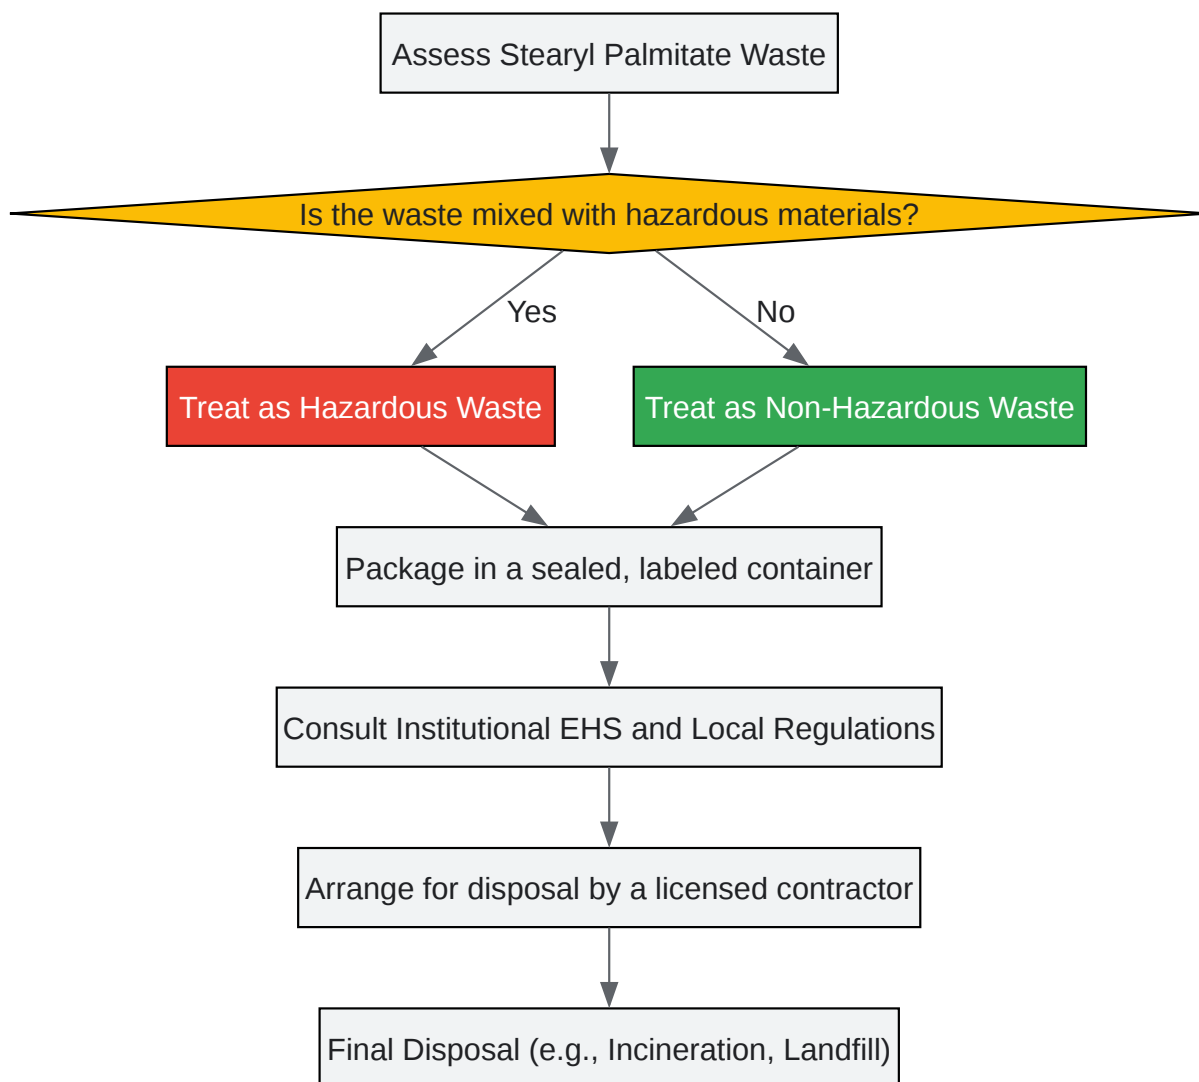 Assess Stearyl Palmitate Waste
Is the waste mixed with hazardous materials?
Yes
No
Treat as Hazardous Waste
Treat as Non-Hazardous Waste
Package in a sealed, labeled container
Consult Institutional EHS and Local Regulations
Arrange for disposal by a licensed contractor
Final Disposal (e.g., Incineration, Landfill)